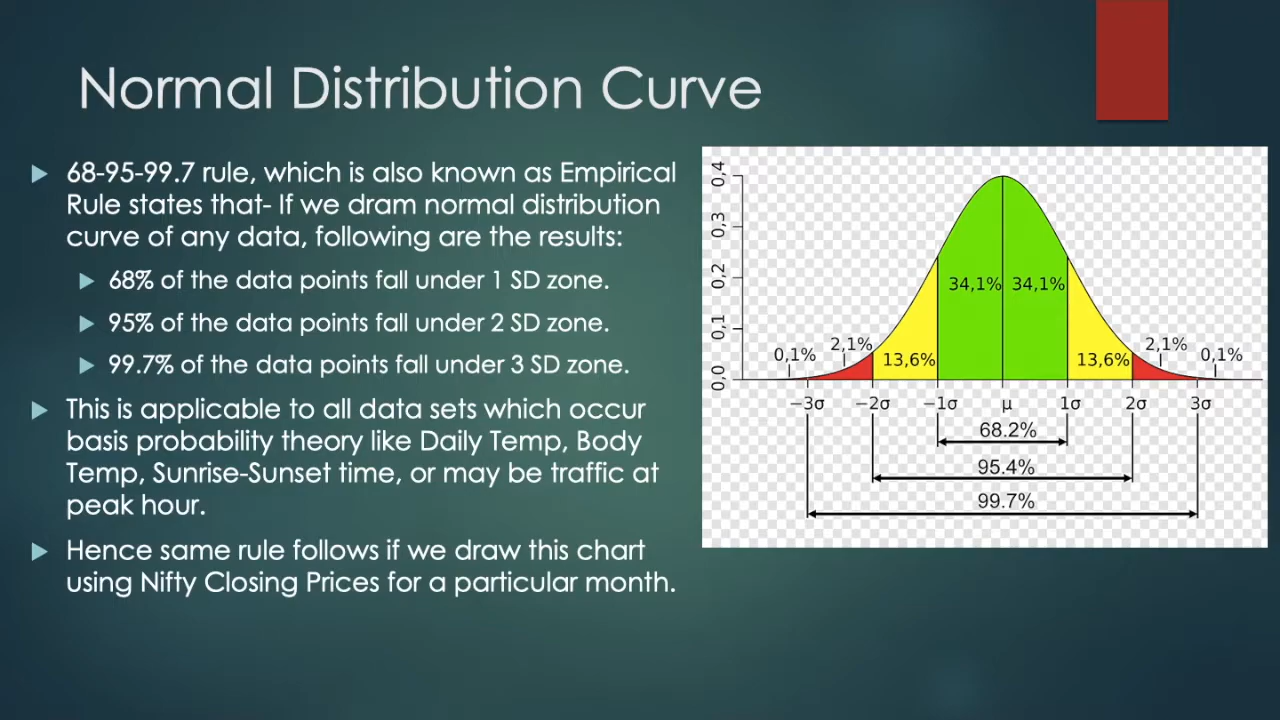 Normal Distribution Curve
68-95-99.7 rule, which is also known as Empirical
Rule states that- If we dram normal distribution
curve of any data, following are the results:
68% of the data points fall under 1 SD zone.
95% of the data points fall under 2 SD zone.
99.7% of the data points fall under 3 SD zone.
This is applicable to all data sets which occur
basis probability theory like Daily Temp, Body
Temp, Sunrise-Sunset time, or may be traffic at
peak hour.
Hence same rule follows if we draw this chart
using Nifty Closing Prices for a particular month.
0,4
0,3
0,2
0,1
0,0
34,1% 34,1%
0,1% 2,1% 13,6% 13,6% 2,1% 0,1%
−3σ −2σ −1σ μ 1σ 2σ 3σ
68.2%
95.4%
99.7%